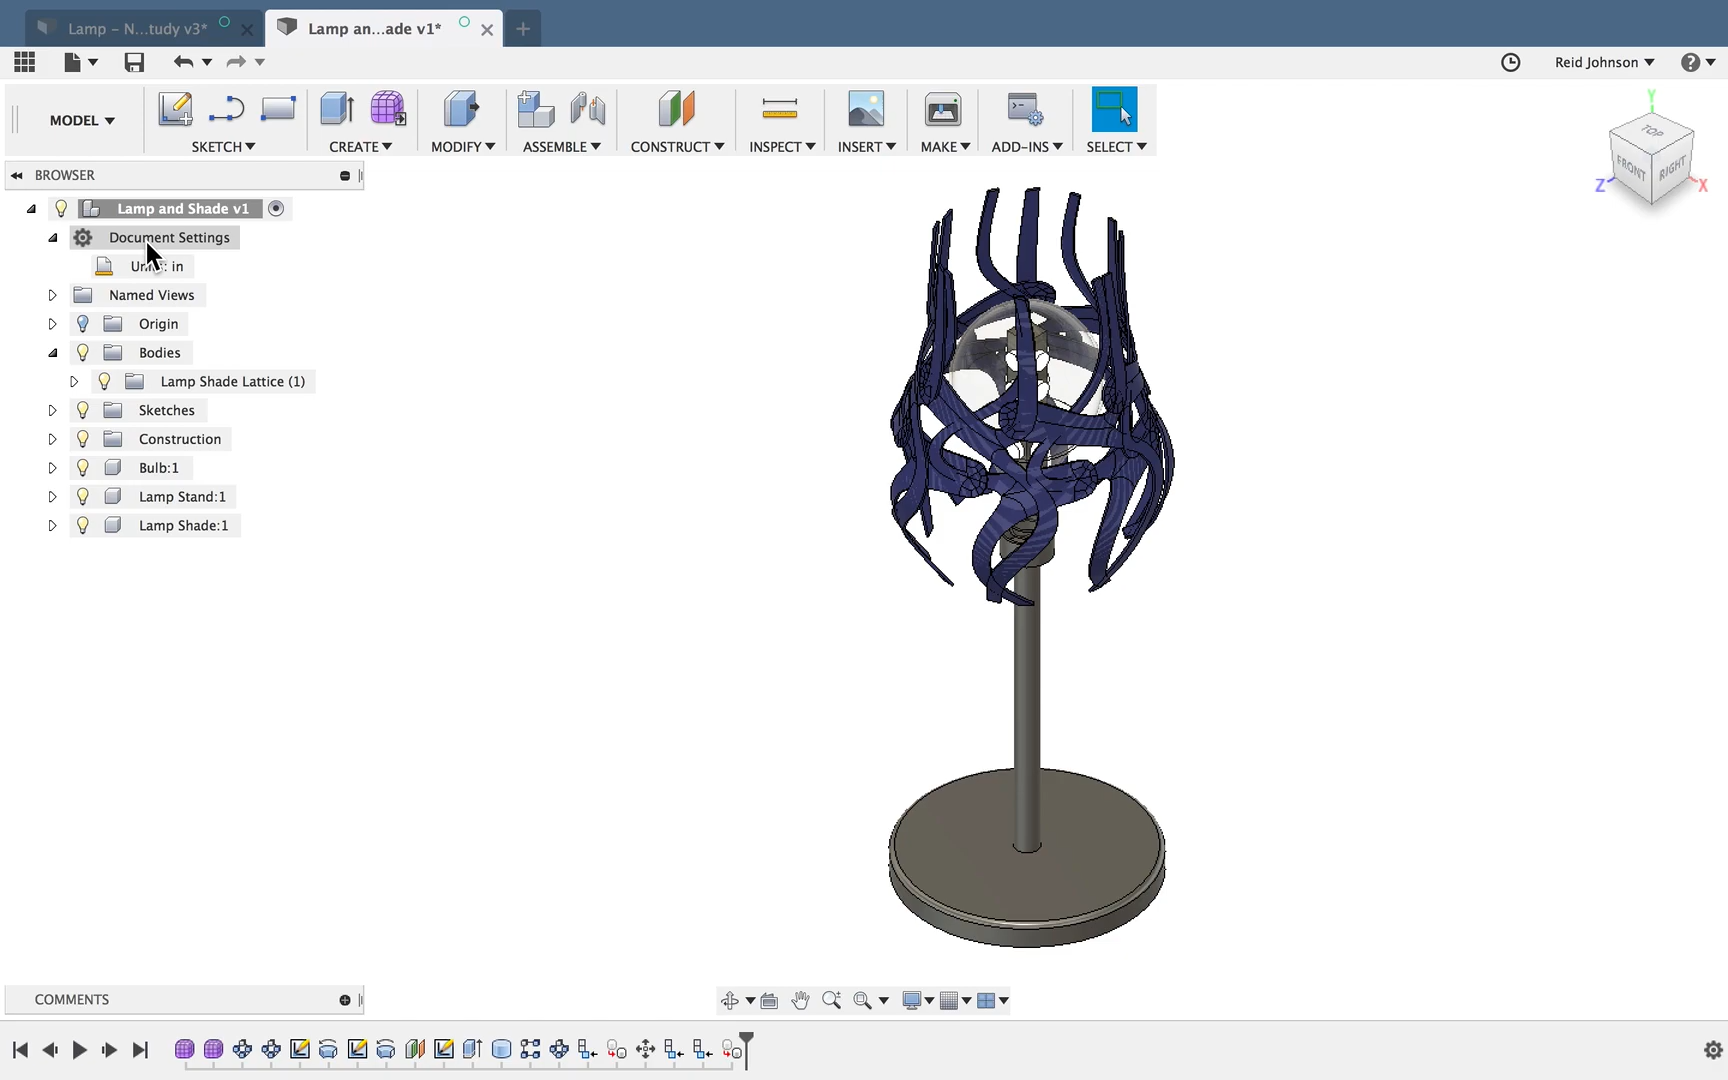 Lamp – N...tudy v3*
Lamp an...ade v1*
Reid Johnson
MODEL
SKETCH
CREATE
MODIFY
ASSEMBLE
CONSTRUCT
INSPECT
INSERT
MAKE
ADD-INS
SELECT
Y
TOP
FRONT
RIGHT
Z
X
BROWSER
Lamp and Shade v1
Document Settings
in
Named Views
Origin
Bodies
Lamp Shade Lattice (1)
Sketches
Construction
Bulb:1
Lamp Stand:1
Lamp Shade:1
COMMENTS